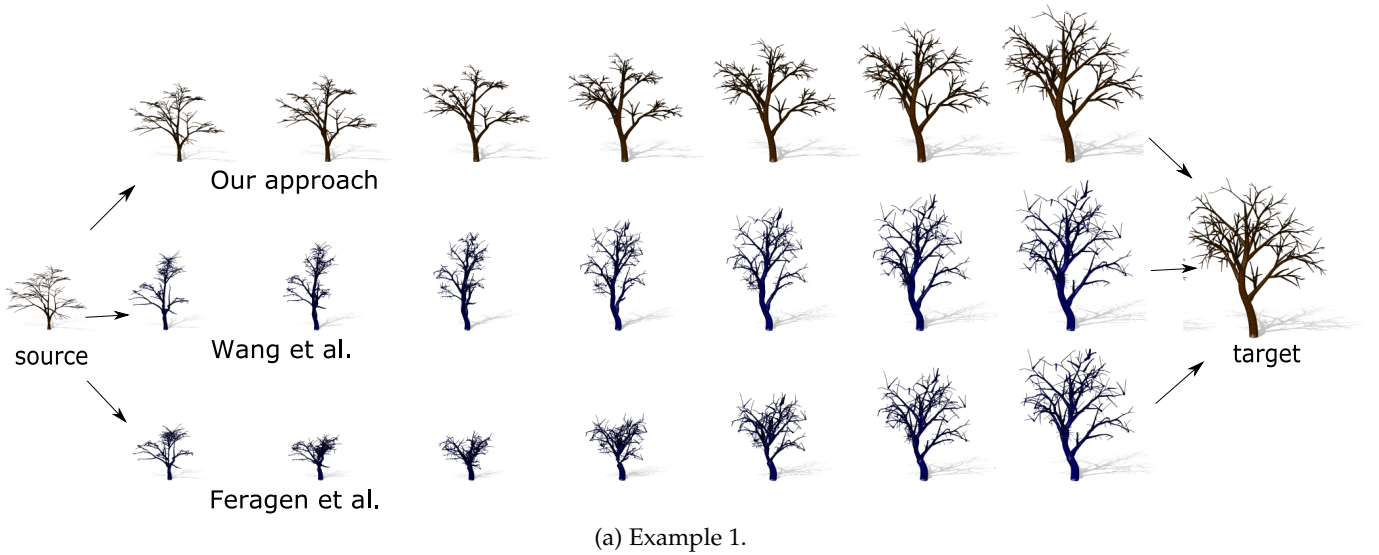 Our approach
source
Wang et al.
target
Feragen et al.
(a) Example 1.